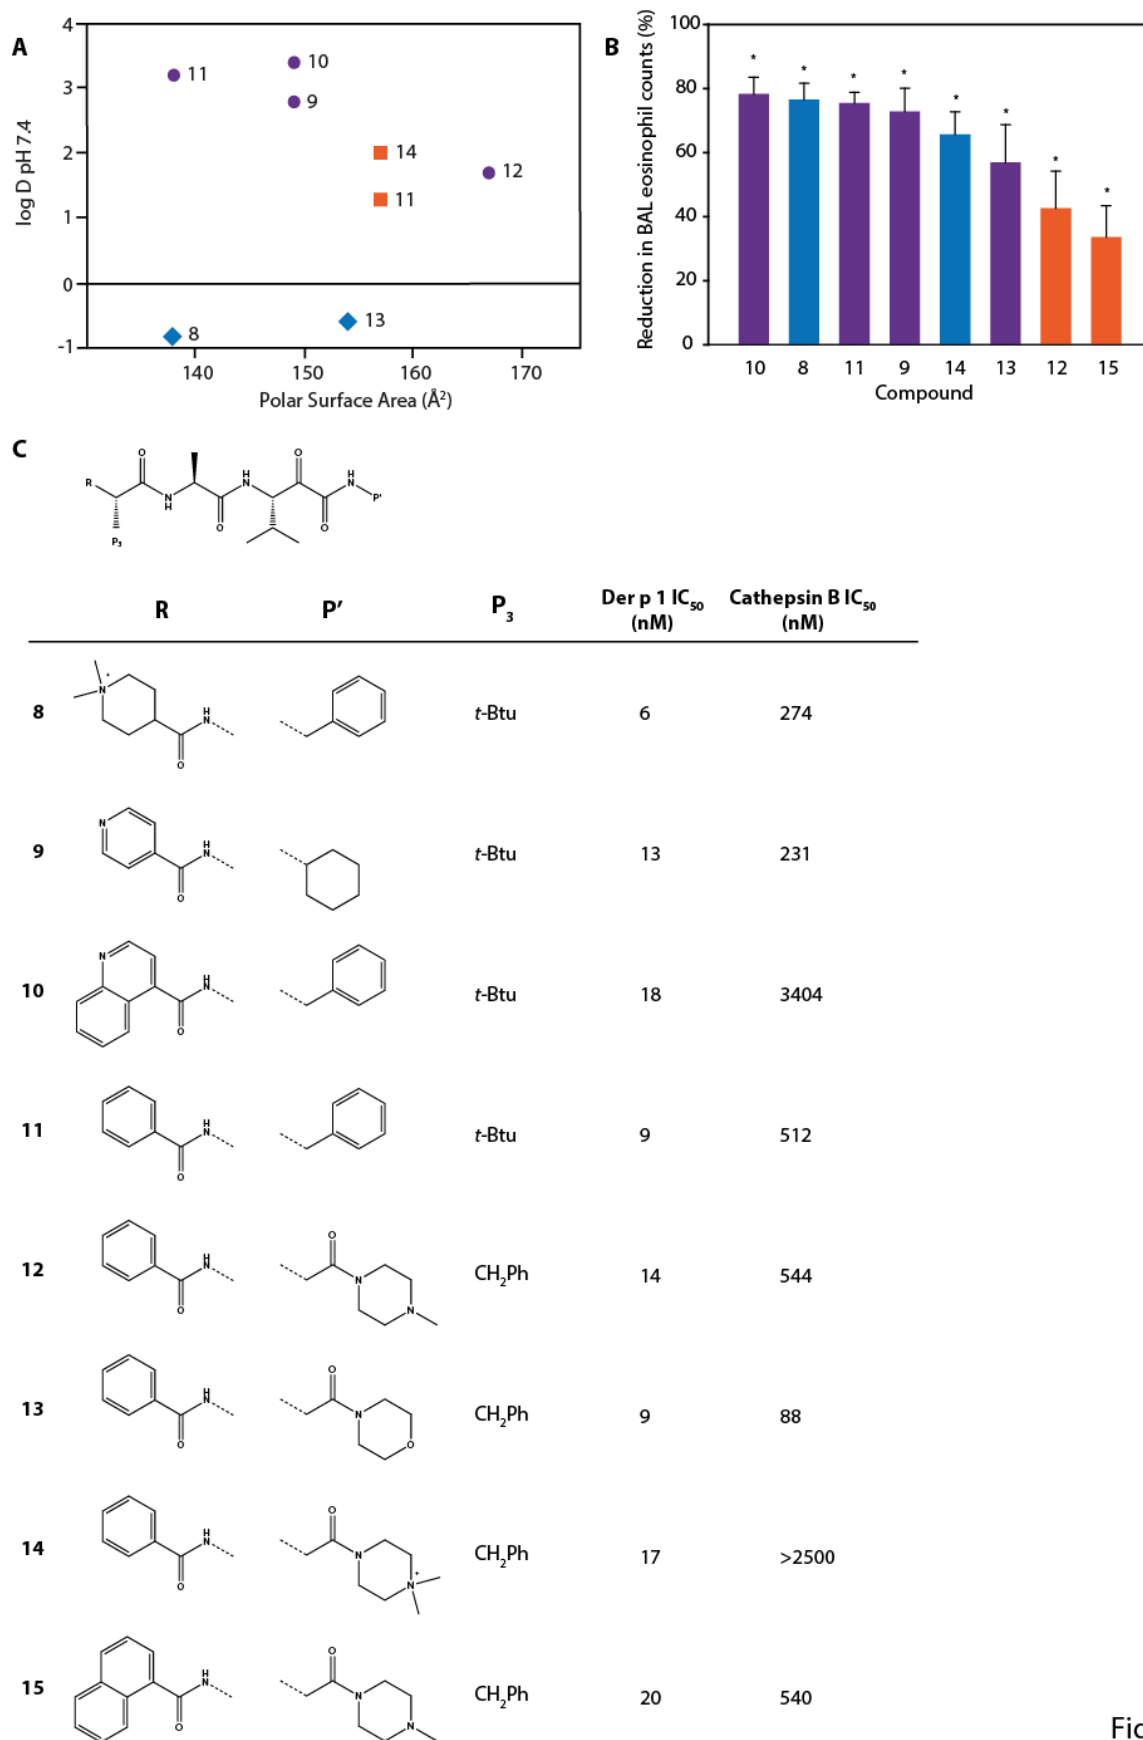 A
log D pH 7.4
4
3
2
1
0
-1
11
10
9
14
11
12
8
13
140 150 160 170
Polar Surface Area (Å²)
B
Reduction in BAL eosinophil counts (%)
100
80
60
40
20
0
* * * * * * * *
10 8 11 9 14 13 12 15
Compound
C
R O N H O H N O O H N P'
P₃
R P' P₃ Der p 1 IC₅₀ (nM) Cathepsin B IC₅₀ (nM)
8 N + O H N t-Btu 6 274
9 N O H N t-Btu 13 231
10 N O H N t-Btu 18 3404
11 O H N t-Btu 9 512
12 O H N O N N CH₂Ph 14 544
13 O H N O N O CH₂Ph 9 88
14 O H N O N N + CH₂Ph 17 >2500
15 O H N O N N CH₂Ph 20 540
Fic